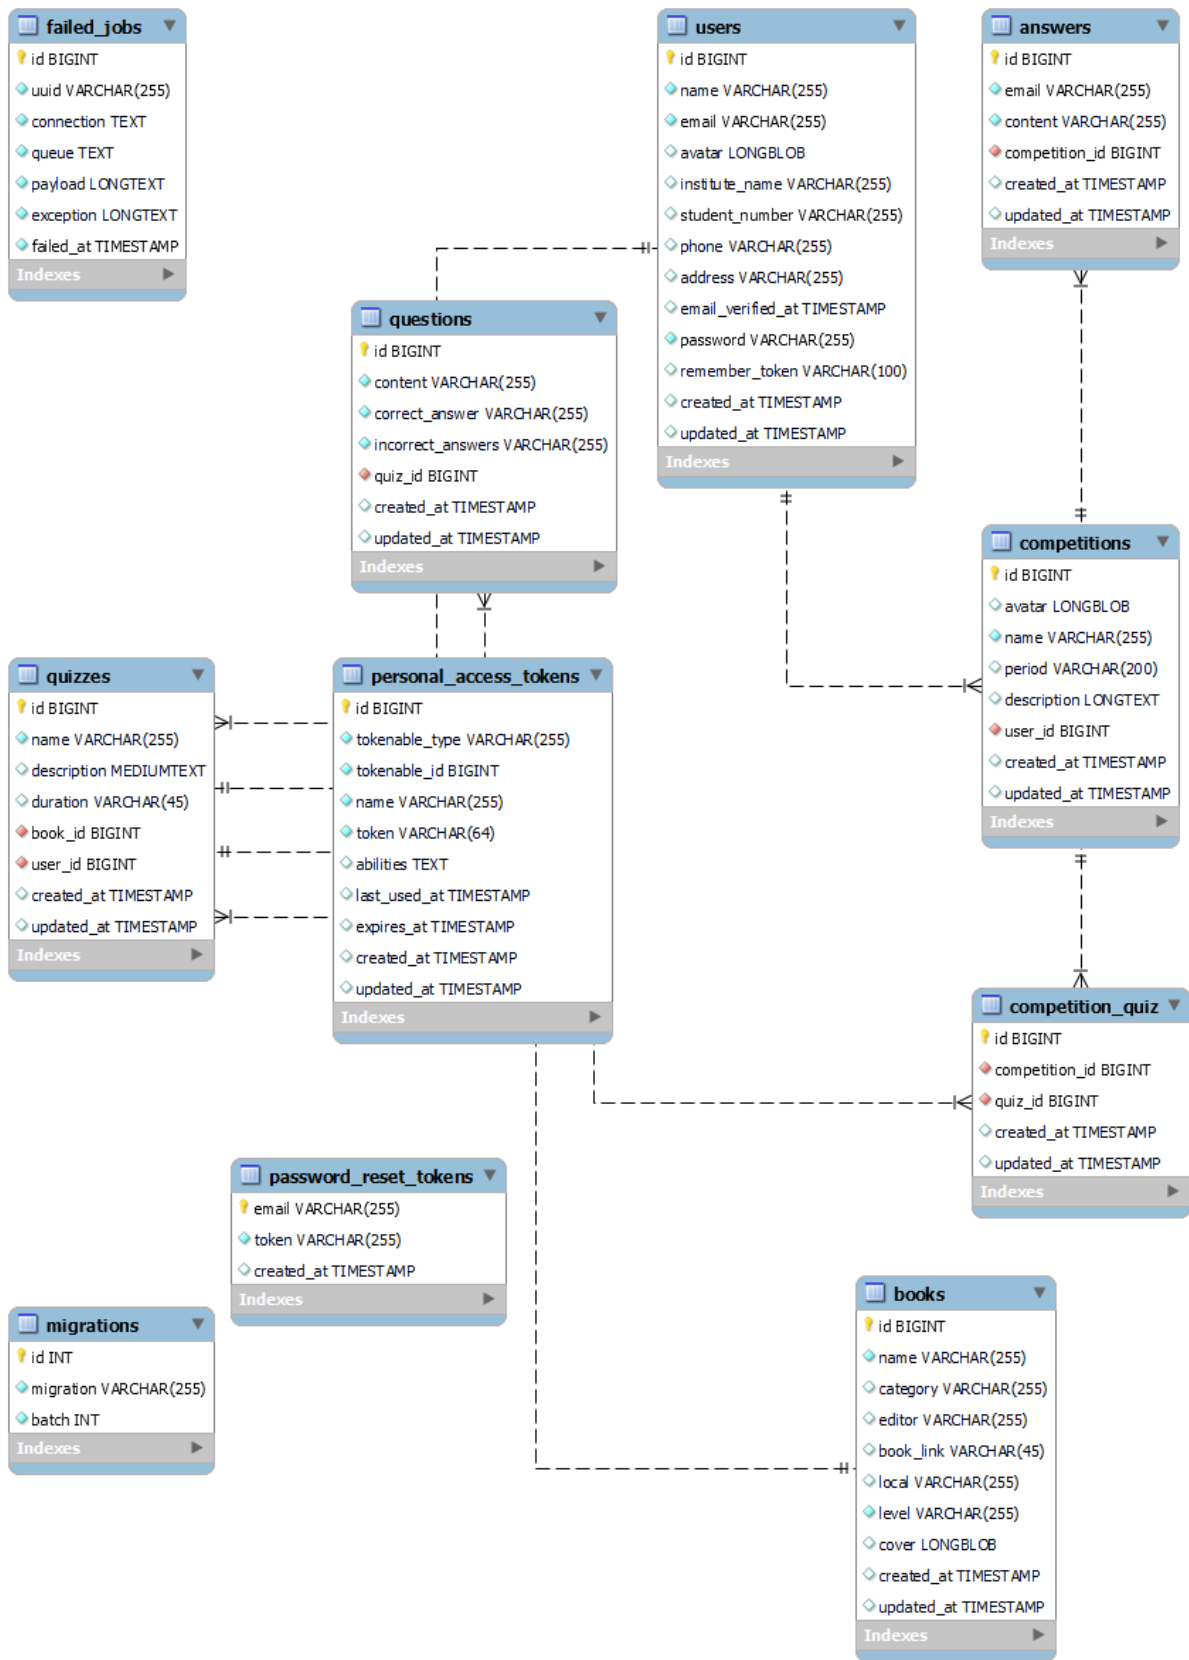 failed_jobs
id BIGINT
uuid VARCHAR(255)
connection TEXT
queue TEXT
payload LONGTEXT
exception LONGTEXT
failed_at TIMESTAMP
Indexes
users
id BIGINT
name VARCHAR(255)
email VARCHAR(255)
avatar LONGBLOB
institute_name VARCHAR(255)
student_number VARCHAR(255)
phone VARCHAR(255)
address VARCHAR(255)
email_verified_at TIMESTAMP
password VARCHAR(255)
remember_token VARCHAR(100)
created_at TIMESTAMP
updated_at TIMESTAMP
Indexes
answers
id BIGINT
email VARCHAR(255)
content VARCHAR(255)
competition_id BIGINT
created_at TIMESTAMP
updated_at TIMESTAMP
Indexes
questions
id BIGINT
content VARCHAR(255)
correct_answer VARCHAR(255)
incorrect_answers VARCHAR(255)
quiz_id BIGINT
created_at TIMESTAMP
updated_at TIMESTAMP
Indexes
competitions
id BIGINT
avatar LONGBLOB
name VARCHAR(255)
period VARCHAR(200)
description LONGTEXT
user_id BIGINT
created_at TIMESTAMP
updated_at TIMESTAMP
Indexes
quizzes
id BIGINT
name VARCHAR(255)
description MEDIUMTEXT
duration VARCHAR(45)
book_id BIGINT
user_id BIGINT
created_at TIMESTAMP
updated_at TIMESTAMP
Indexes
personal_access_tokens
id BIGINT
tokenable_type VARCHAR(255)
tokenable_id BIGINT
name VARCHAR(255)
token VARCHAR(64)
abilities TEXT
last_used_at TIMESTAMP
expires_at TIMESTAMP
created_at TIMESTAMP
updated_at TIMESTAMP
Indexes
competition_quiz
id BIGINT
competition_id BIGINT
quiz_id BIGINT
created_at TIMESTAMP
updated_at TIMESTAMP
Indexes
password_reset_tokens
email VARCHAR(255)
token VARCHAR(255)
created_at TIMESTAMP
Indexes
migrations
id INT
migration VARCHAR(255)
batch INT
Indexes
books
id BIGINT
name VARCHAR(255)
category VARCHAR(255)
editor VARCHAR(255)
book_link VARCHAR(45)
local VARCHAR(255)
level VARCHAR(255)
cover LONGBLOB
created_at TIMESTAMP
updated_at TIMESTAMP
Indexes